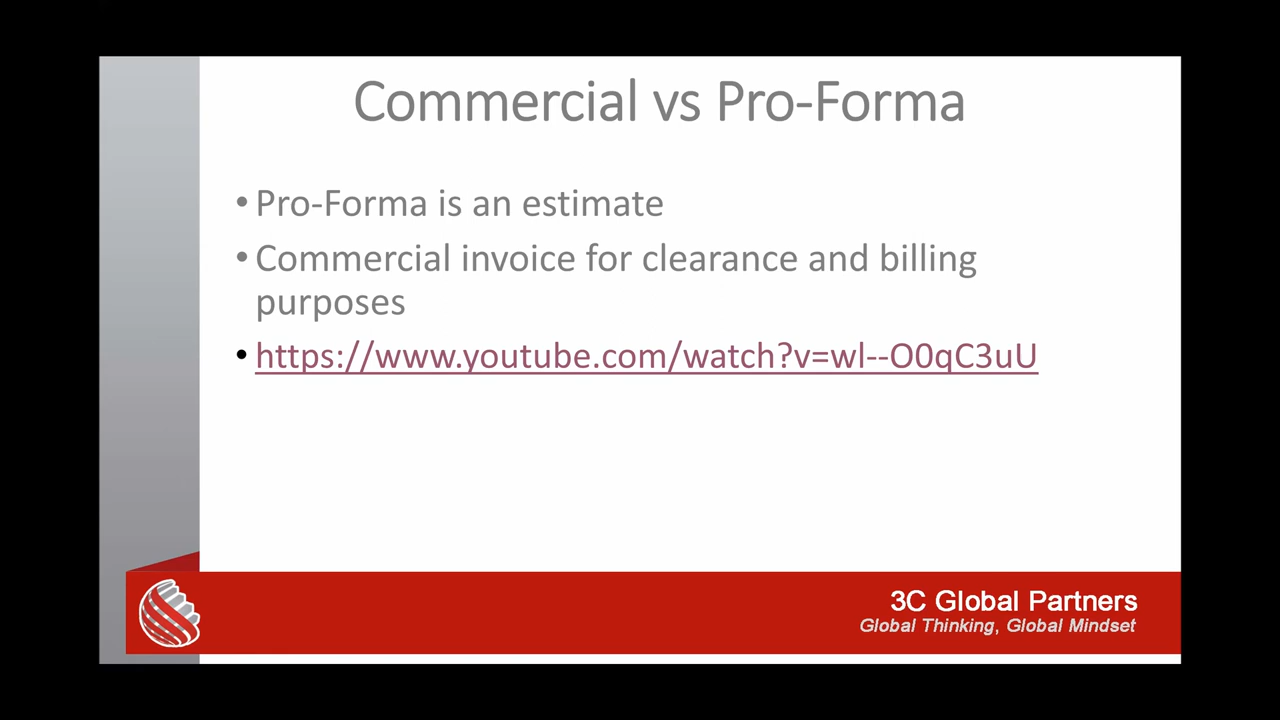 Commercial vs Pro-Forma
• Pro-Forma is an estimate
• Commercial invoice for clearance and billing
purposes
• https://www.youtube.com/watch?v=wl--O0qC3uU
3C Global Partners
Global Thinking, Global Mindset